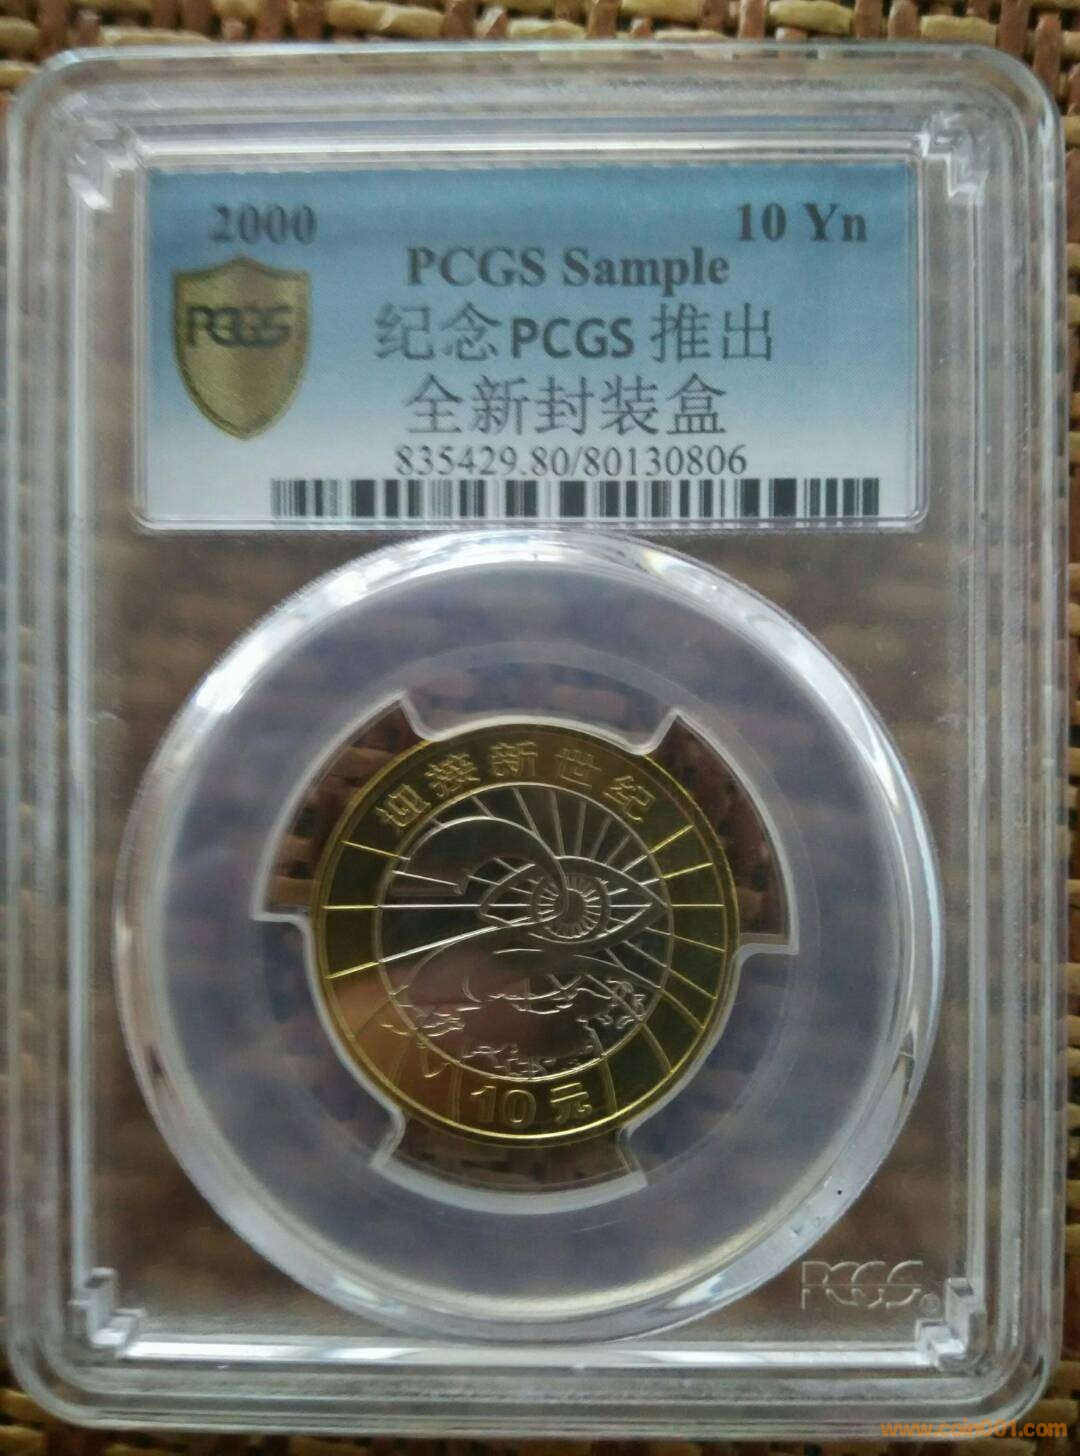 2000
10 Yn
PCGS Sample
PCGS
纪念PCGS 推出
全新封装盒
835429.80/80130806
迎接新世纪
10元
PCGS
www.coin001.com